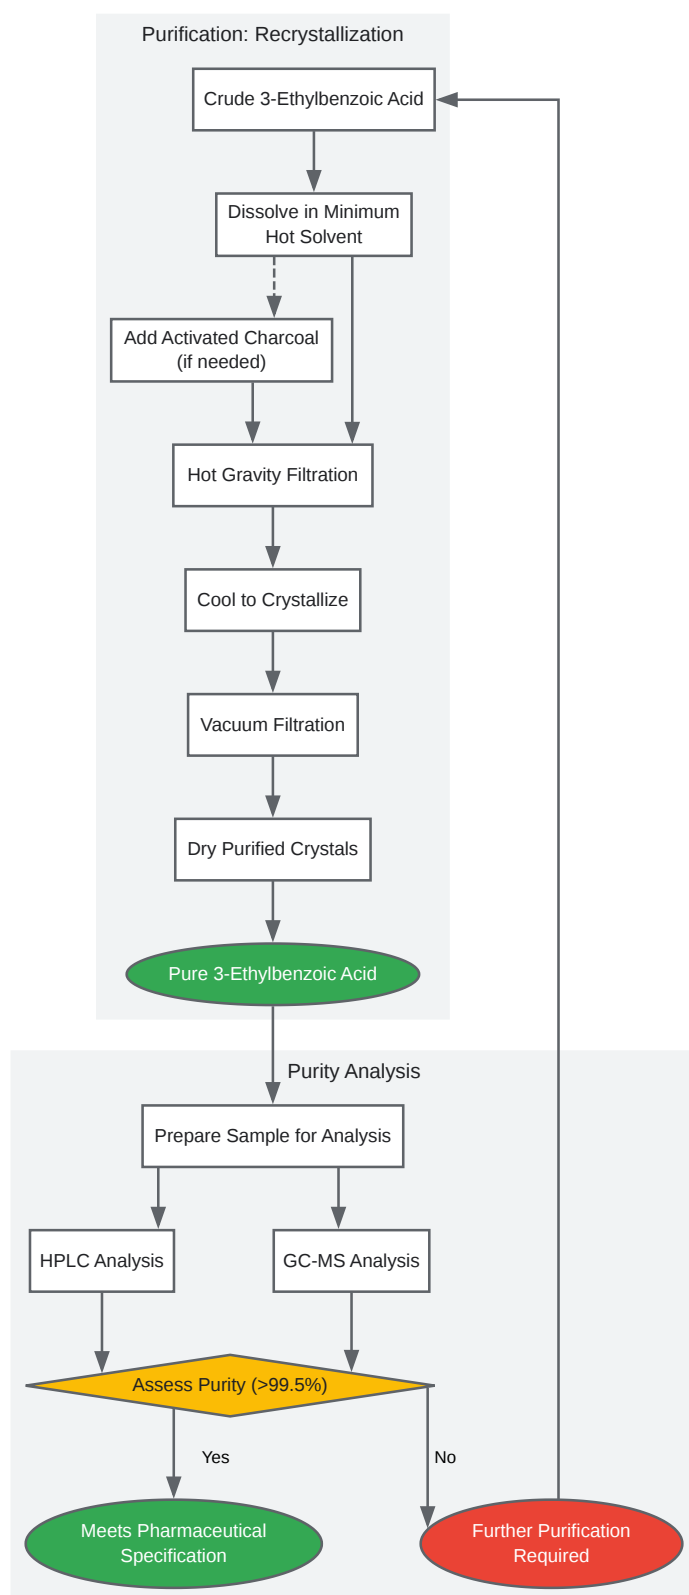 Purification: Recrystallization
Crude 3-Ethylbenzoic Acid
Dissolve in Minimum
Hot Solvent
Add Activated Charcoal
(if needed)
Hot Gravity Filtration
Cool to Crystallize
Vacuum Filtration
Dry Purified Crystals
Pure 3-Ethylbenzoic Acid
Purity Analysis
Prepare Sample for Analysis
HPLC Analysis
GC-MS Analysis
Assess Purity (>99.5%)
Yes
No
Meets Pharmaceutical
Specification
Further Purification
Required